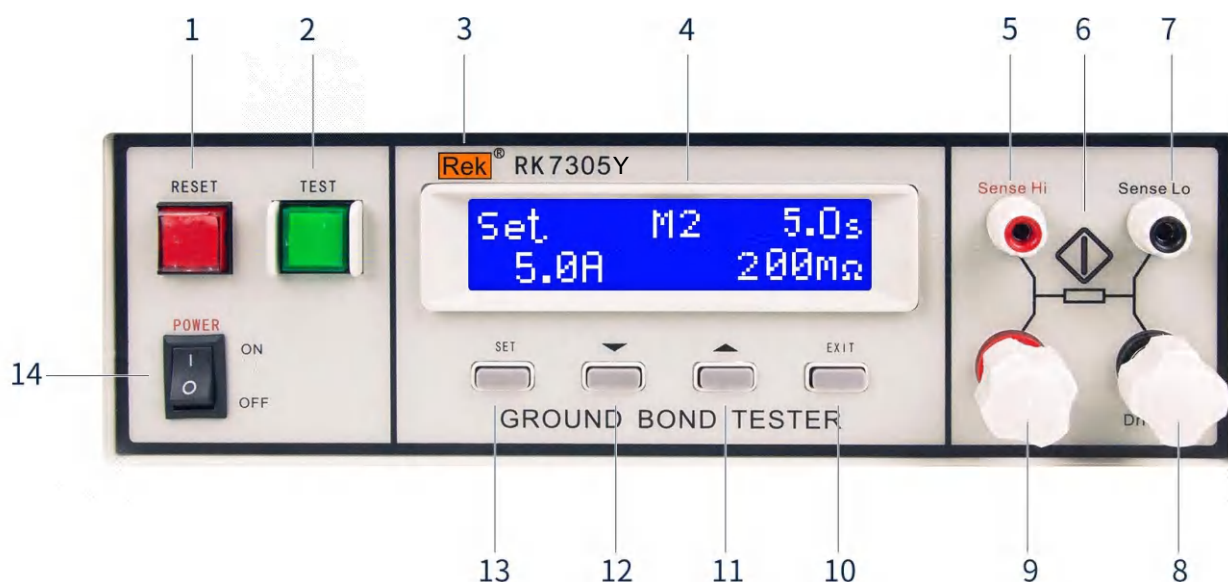 1 2 3 4 5 6 7
Rek® RK7305Y
RESET TEST
Set M2 5.0s
5.0A 200mΩ
Sense Hi Sense Lo
POWER
ON
OFF
I
O
SET EXIT
GROUND BOND TESTER
14
13 12 11 10 9 8